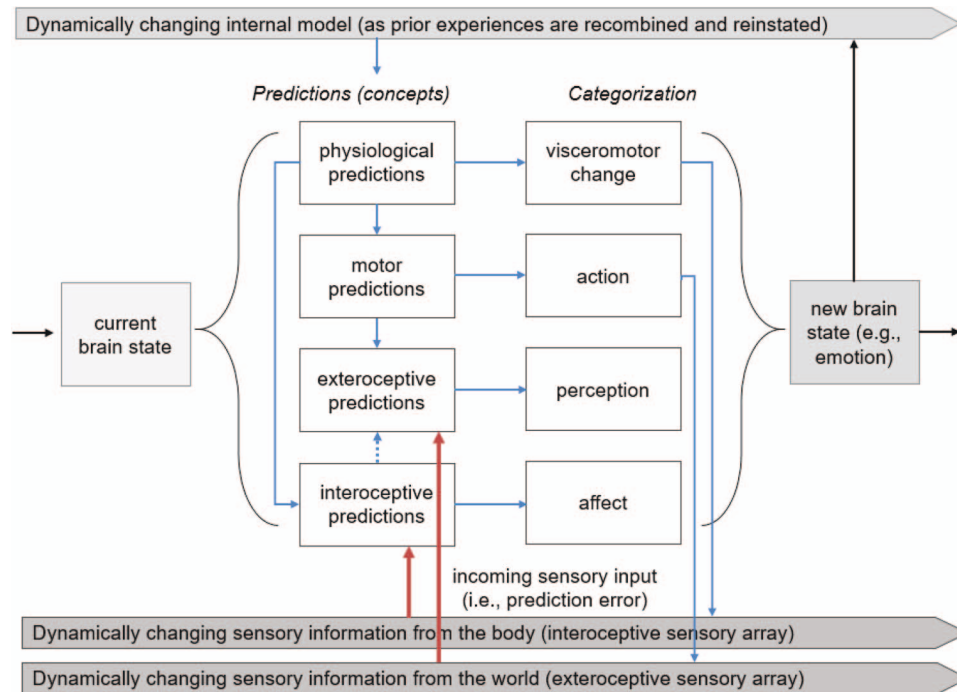 Dynamically changing internal model (as prior experiences are recombined and reinstated)
Predictions (concepts)
Categorization
physiological
predictions
visceromotor
change
motor
predictions
action
current
brain state
new brain
state (e.g.,
emotion)
exteroceptive
predictions
perception
interoceptive
predictions
affect
incoming sensory input
(i.e., prediction error)
Dynamically changing sensory information from the body (interoceptive sensory array)
Dynamically changing sensory information from the world (exteroceptive sensory array)